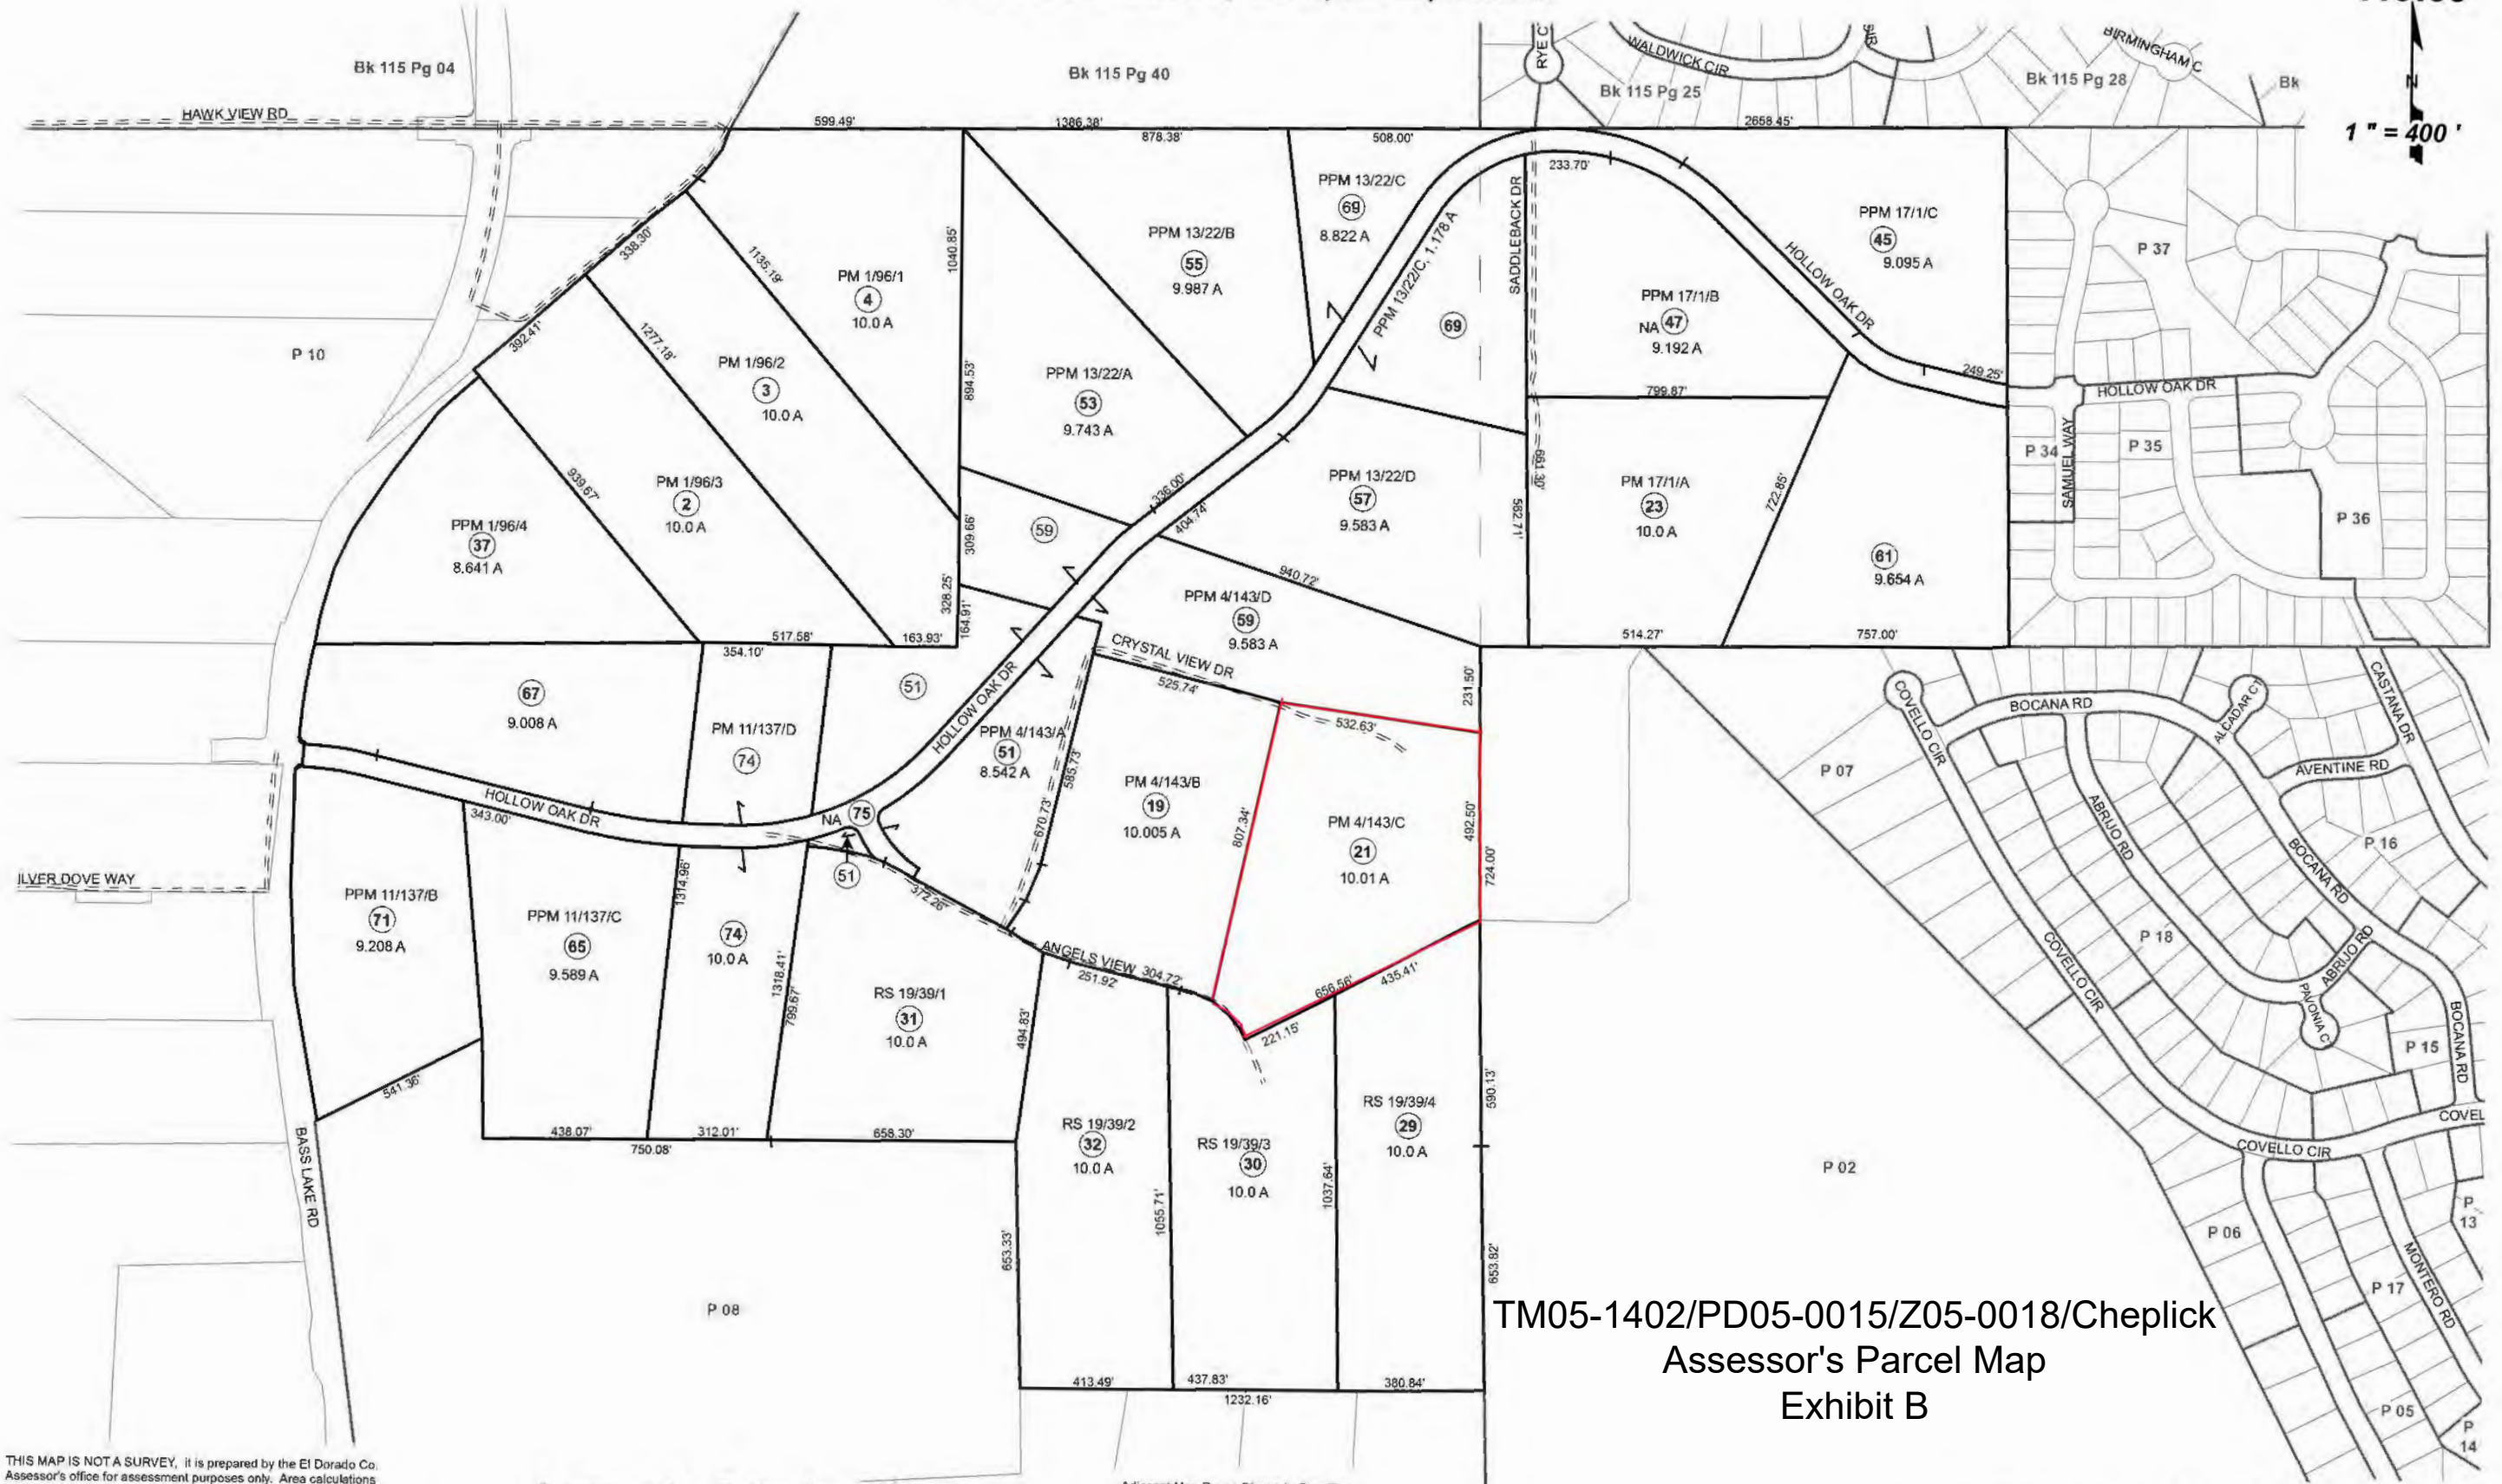 Bk 115 Pg 04
Bk 115 Pg 40
WALDWICK CIR
BIRMINGHAM C
Bk 115 Pg 25
Bk 115 Pg 28
Bk
N
1 " = 400 '
HAWK VIEW RD
599.49'
1386.38'
878.38'
508.00'
2658.45'
233.70'
338.30'
392.41'
1135.19'
1277.18'
1040.85'
PM 1/96/1
4
10.0 A
PM 1/96/2
3
10.0 A
PM 1/96/3
2
10.0 A
939.67'
PPM 1/96/4
37
8.641 A
PPM 13/22/B
55
9.987 A
PPM 13/22/C
69
8.822 A
PPM 13/22/C, 1.178 A
69
SADDLEBACK DR
PPM 17/1/B
NA 47
9.192 A
799.87'
HOLLOW OAK DR
PPM 17/1/C
45
9.095 A
249.25'
P 37
HOLLOW OAK DR
P 10
PPM 13/22/A
53
9.743 A
894.53'
309.66'
328.25'
164.91'
59
336.00'
404.74'
PPM 13/22/D
57
9.583 A
661.30'
562.71'
PM 17/1/A
23
10.0 A
722.85'
61
9.654 A
P 34
SAMUEL WAY
P 35
P 36
940.72'
PPM 4/143/D
59
9.583 A
517.58'
163.93'
354.10'
514.27'
757.00'
67
9.008 A
PM 11/137/D
74
51
HOLLOW OAK DR
CRYSTAL VIEW DR
525.74'
532.63'
231.50'
PPM 4/143/A
51
8.542 A
585.73'
670.73'
PM 4/143/B
19
10.005 A
807.34'
PM 4/143/C
21
10.01 A
492.50'
724.00'
HOLLOW OAK DR
343.00'
NA 75
51
372.26'
ILVER DOVE WAY
PPM 11/137/B
71
9.208 A
PPM 11/137/C
65
9.589 A
1314.96'
74
10.0 A
1318.41'
799.67'
RS 19/39/1
31
10.0 A
494.83'
ANGELS VIEW 304.72'
251.92'
656.56'
435.41'
221.15'
541.36'
438.07'
312.01'
658.30'
750.08'
BASS LAKE RD
RS 19/39/2
32
10.0 A
1055.71'
RS 19/39/3
30
10.0 A
1037.64'
RS 19/39/4
29
10.0 A
590.13'
653.33'
653.82'
413.49'
437.83'
380.84'
1232.16'
P 08
P 02
P 07
COVELLO CIR
BOCANA RD
ALCADAR CT
CASTANA DR
AVENTINE RD
ABRIJO RD
BOCANA RD
P 16
P 18
COVELLO CIR
ABRIJO RD
PAVONIA C
P 15
BOCANA RD
COVEL
COVELLO CIR
P 06
P
13
P 17
MONTERO RD
P 05
P
14
TM05-1402/PD05-0015/Z05-0018/Cheplick
Assessor's Parcel Map
Exhibit B
THIS MAP IS NOT A SURVEY, it is prepared by the El Dorado Co.
Assessor's office for assessment purposes only. Area calculations